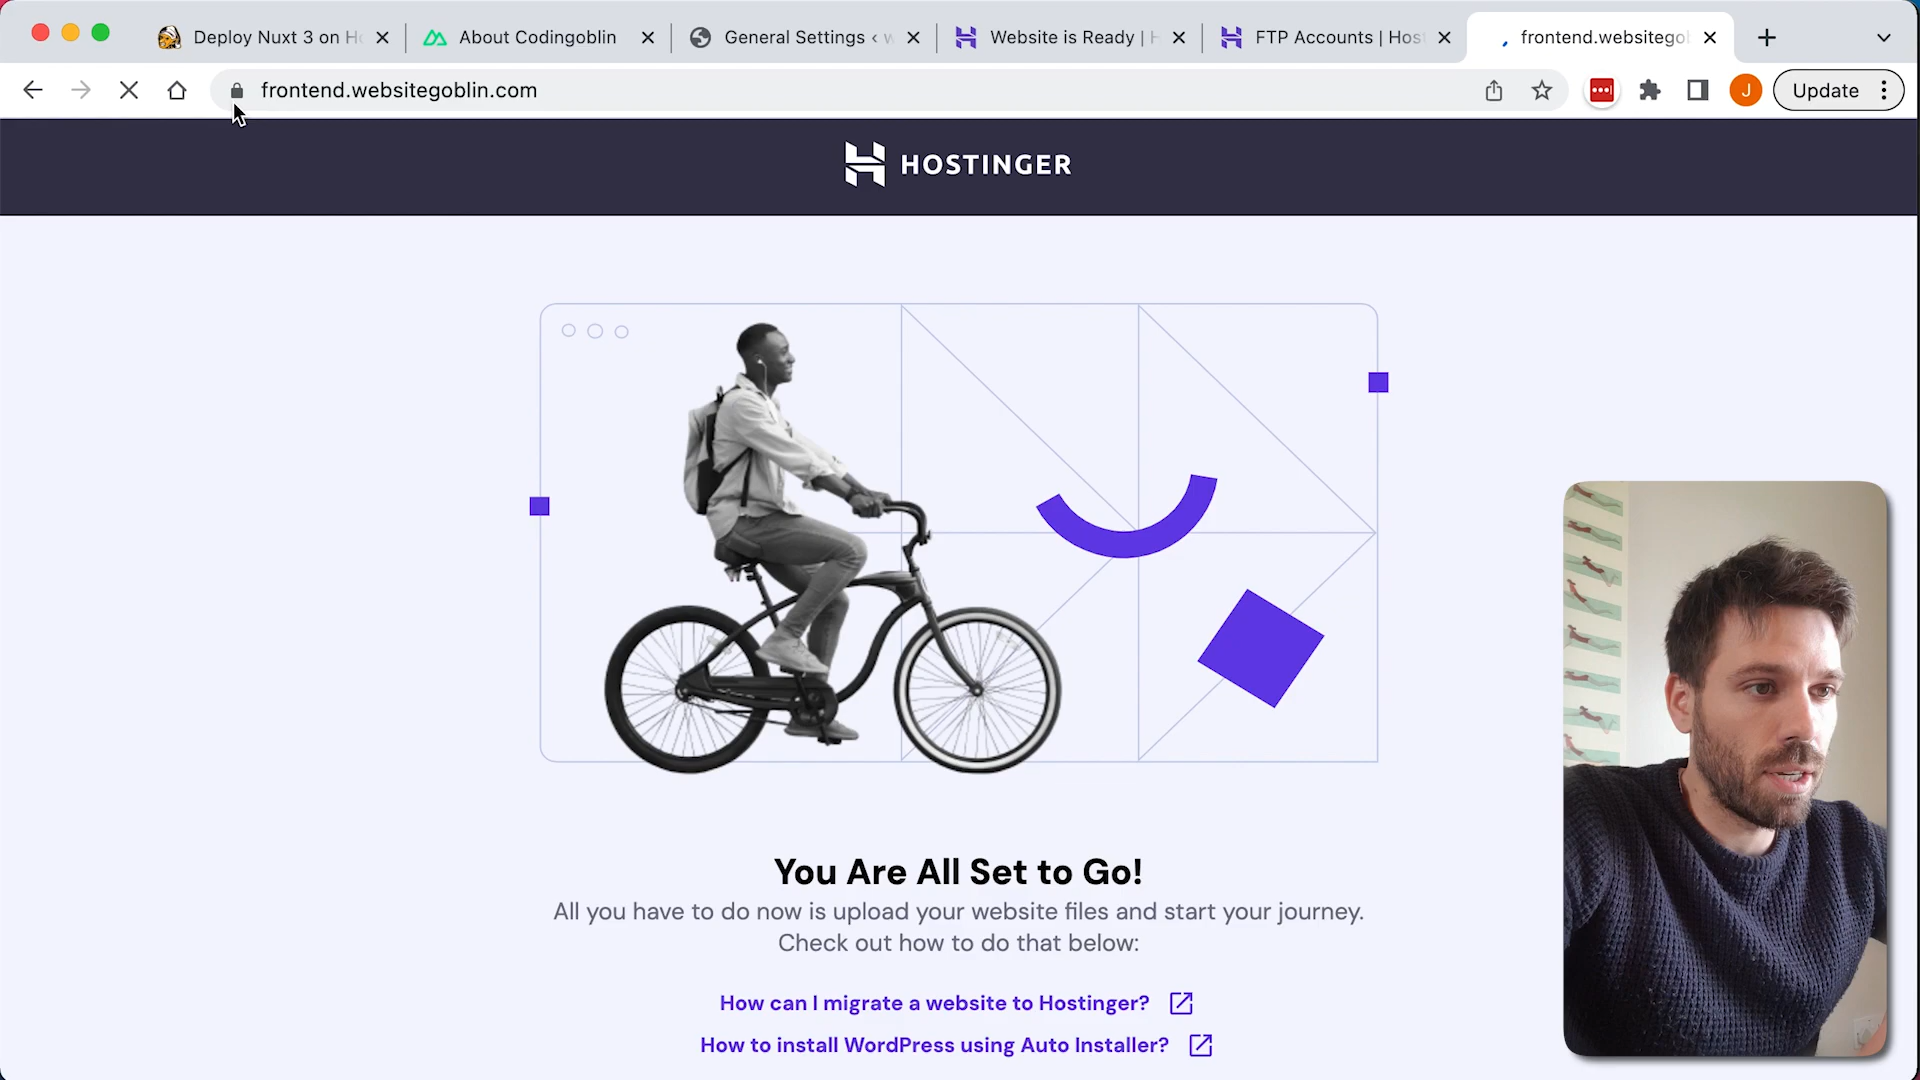 Deploy Nuxt 3 on Ho
About Codingoblin
General Settings ‹ w
Website is Ready | H
FTP Accounts | Host
frontend.websitegob
frontend.websitegoblin.com
J
Update
HOSTINGER
You Are All Set to Go!
All you have to do now is upload your website files and start your journey.
Check out how to do that below:
How can I migrate a website to Hostinger?
How to install WordPress using Auto Installer?